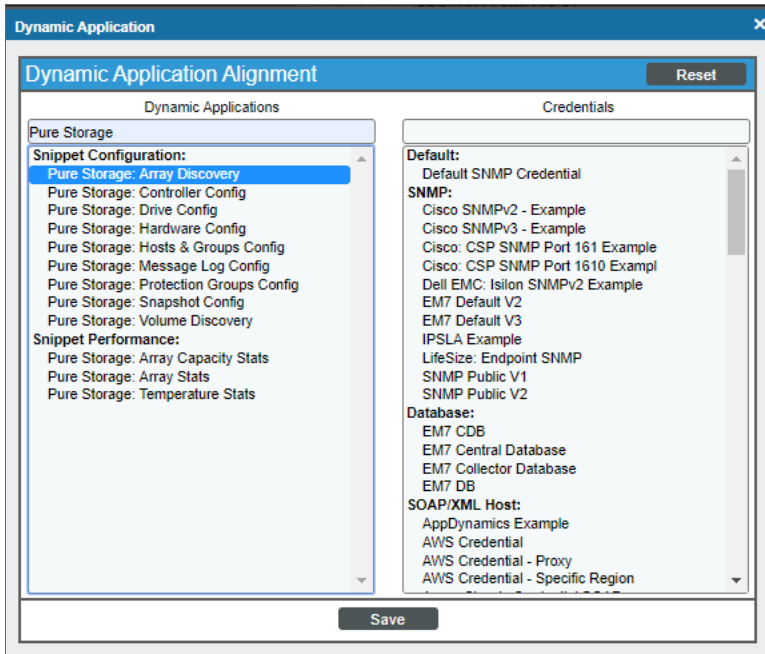 Dynamic Application
Dynamic Application Alignment
Reset
Dynamic Applications
Pure Storage
Snippet Configuration:
Pure Storage: Array Discovery
Pure Storage: Controller Config
Pure Storage: Drive Config
Pure Storage: Hardware Config
Pure Storage: Hosts & Groups Config
Pure Storage: Message Log Config
Pure Storage: Protection Groups Config
Pure Storage: Snapshot Config
Pure Storage: Volume Discovery
Snippet Performance:
Pure Storage: Array Capacity Stats
Pure Storage: Array Stats
Pure Storage: Temperature Stats
Credentials
Default:
Default SNMP Credential
SNMP:
Cisco SNMPv2 - Example
Cisco SNMPv3 - Example
Cisco: CSP SNMP Port 161 Example
Cisco: CSP SNMP Port 1610 Exampl
Dell EMC: Isilon SNMPv2 Example
EM7 Default V2
EM7 Default V3
IPSLA Example
LifeSize: Endpoint SNMP
SNMP Public V1
SNMP Public V2
Database:
EM7 CDB
EM7 Central Database
EM7 Collector Database
EM7 DB
SOAP/XML Host:
AppDynamics Example
AWS Credential
AWS Credential - Proxy
AWS Credential - Specific Region
Save